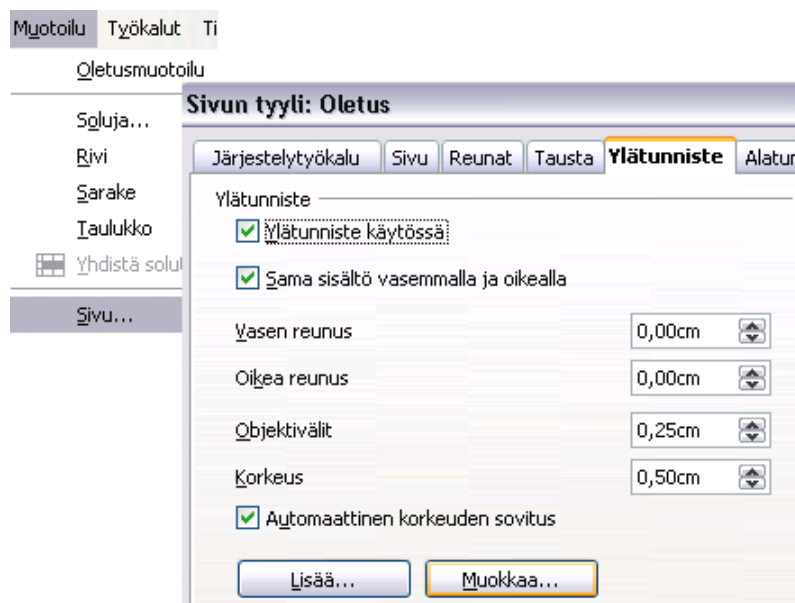 Muotoilu Työkalut Ti
Oletusmuotoilu
Soluja...
Rivi
Sarake
Taulukko
Yhdistä solut
Sivu...
Sivun tyyli: Oletus
Järjestelytyökalu Sivu Reunat Tausta Ylätunniste Alatun
Ylätunniste
Ylätunniste käytössä
Sama sisältö vasemmalla ja oikealla
Vasen reunus 0,00cm
Oikea reunus 0,00cm
Objektivälit 0,25cm
Korkeus 0,50cm
Automaattinen korkeuden sovitus
Lisää... Muokkaa...